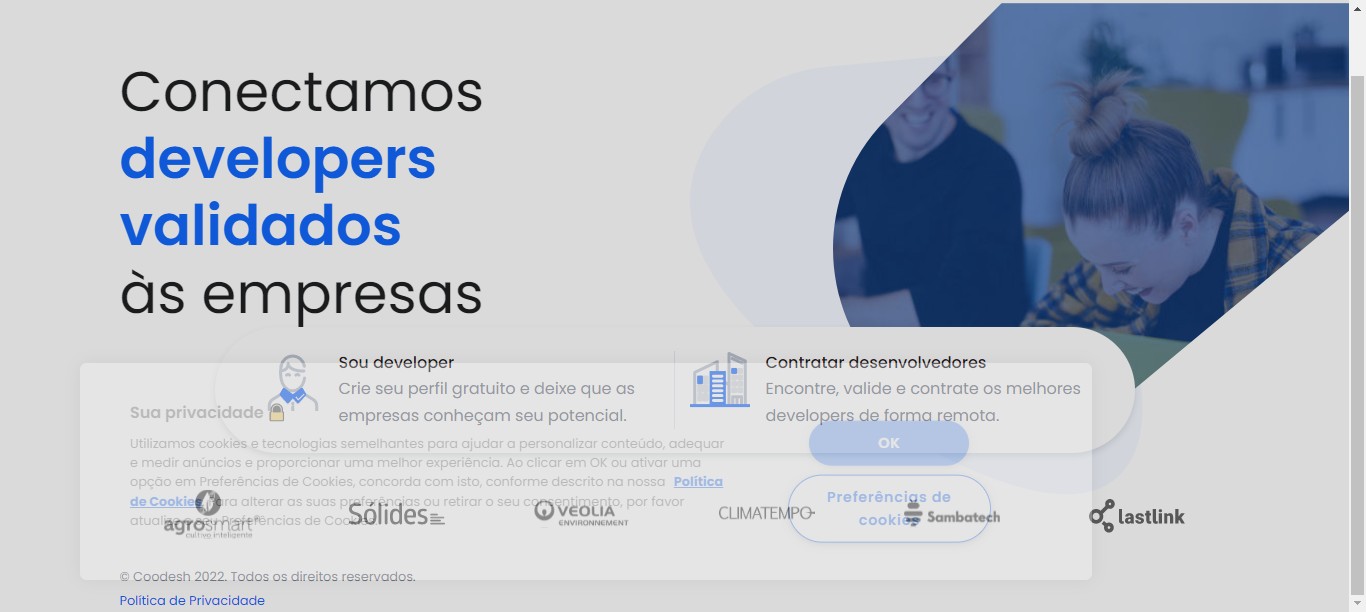 Conectamos
developers
validados
às empresas
Sou developer
Crie seu perfil gratuito e deixe que as
empresas conheçam seu potencial.
Contratar desenvolvedores
Encontre, valide e contrate os melhores
developers de forma remota.
Sua privacidade
Utilizamos cookies e tecnologias semelhantes para ajudar a personalizar conteúdo, adequar
e medir anúncios e proporcionar uma melhor experiência. Ao clicar em OK ou ativar uma
opção em Preferências de Cookies, concorda com isto, conforme descrito na nossa Política
de Cookies. Para alterar as suas preferências ou retirar o seu consentimento, por favor
atualize o seu Preferências de Cookies.
OK
Preferências de
cookies
agrosmart
cultivo inteligente
Sólides
VEOLIA
ENVIRONNEMENT
CLIMATEMPO
Sambatech
lastlink
© Coodesh 2022. Todos os direitos reservados.
Política de Privacidade